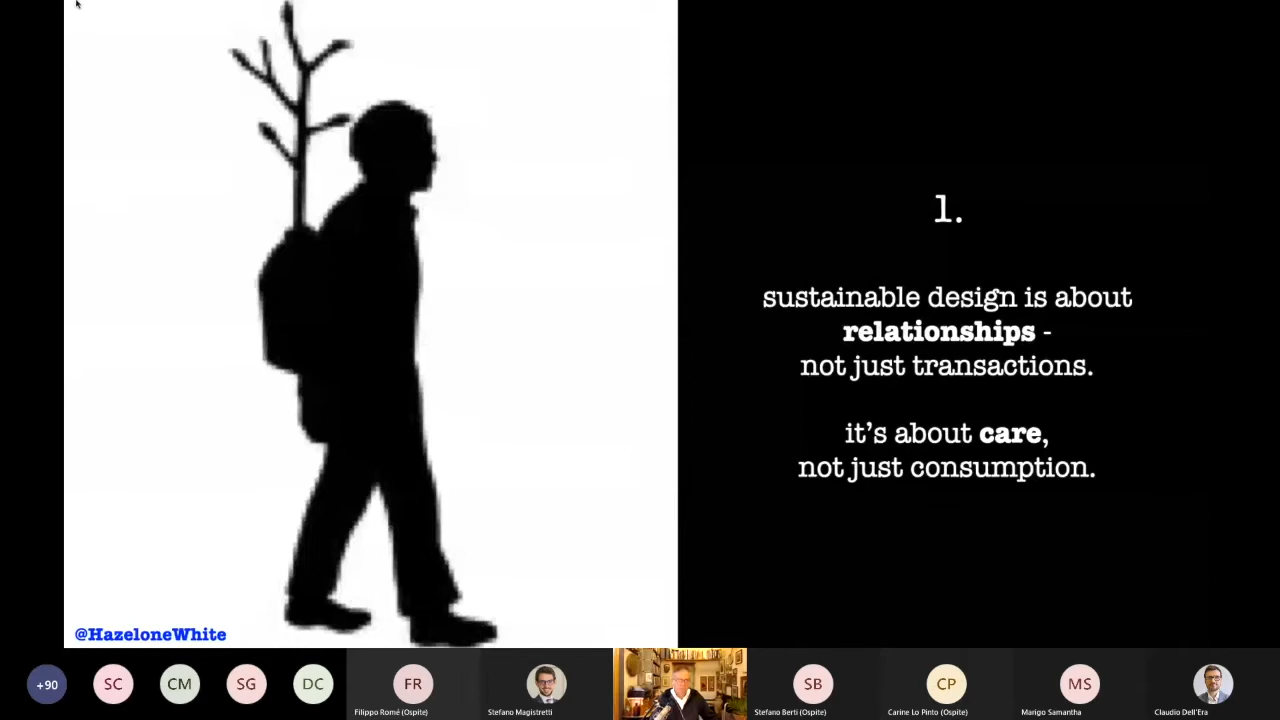 1.
sustainable design is about
relationships -
not just transactions.
it's about care,
not just consumption.
@HazeloneWhite
+90
SC
CM
SG
DC
FR
Filippo Romé (Ospite)
Stefano Magistretti
SB
Stefano Berti (Ospite)
CP
Carine Lo Pinto (Ospite)
MS
Marigo Samantha
Claudio Dell'Era